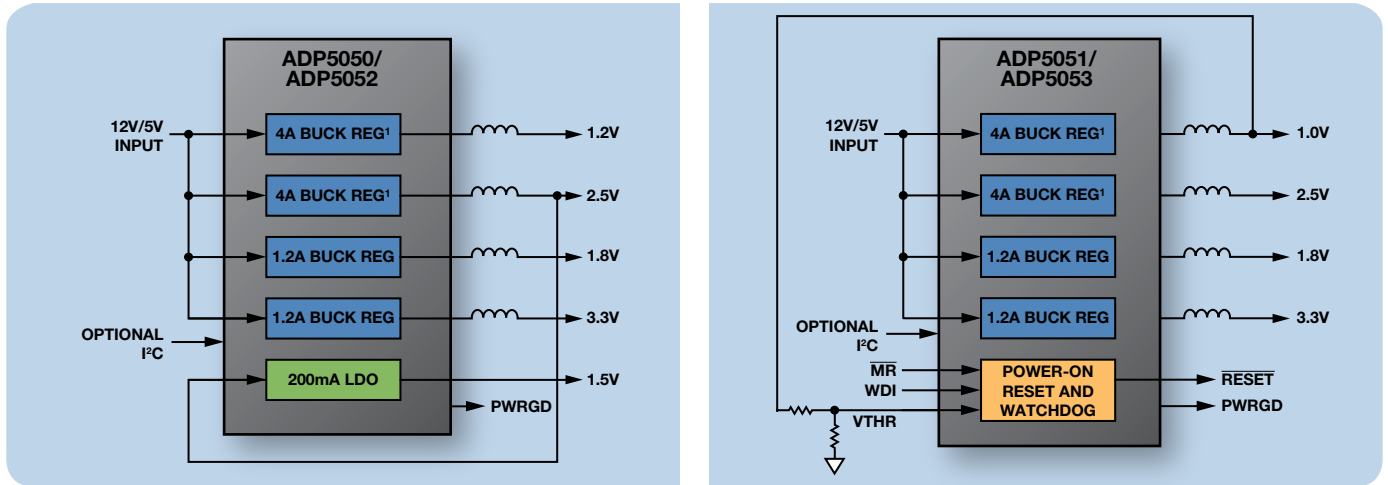 ADP5050/
ADP5052
12V/5V
INPUT
4A BUCK REG¹
1.2V
4A BUCK REG¹
2.5V
1.2A BUCK REG
1.8V
1.2A BUCK REG
3.3V
OPTIONAL
I²C
200mA LDO
1.5V
PWRGD
ADP5051/
ADP5053
12V/5V
INPUT
4A BUCK REG¹
1.0V
4A BUCK REG¹
2.5V
1.2A BUCK REG
1.8V
1.2A BUCK REG
3.3V
OPTIONAL
I²C
M̅R̅
WDI
VTHR
POWER-ON
RESET AND
WATCHDOG
R̅E̅S̅E̅T̅
PWRGD